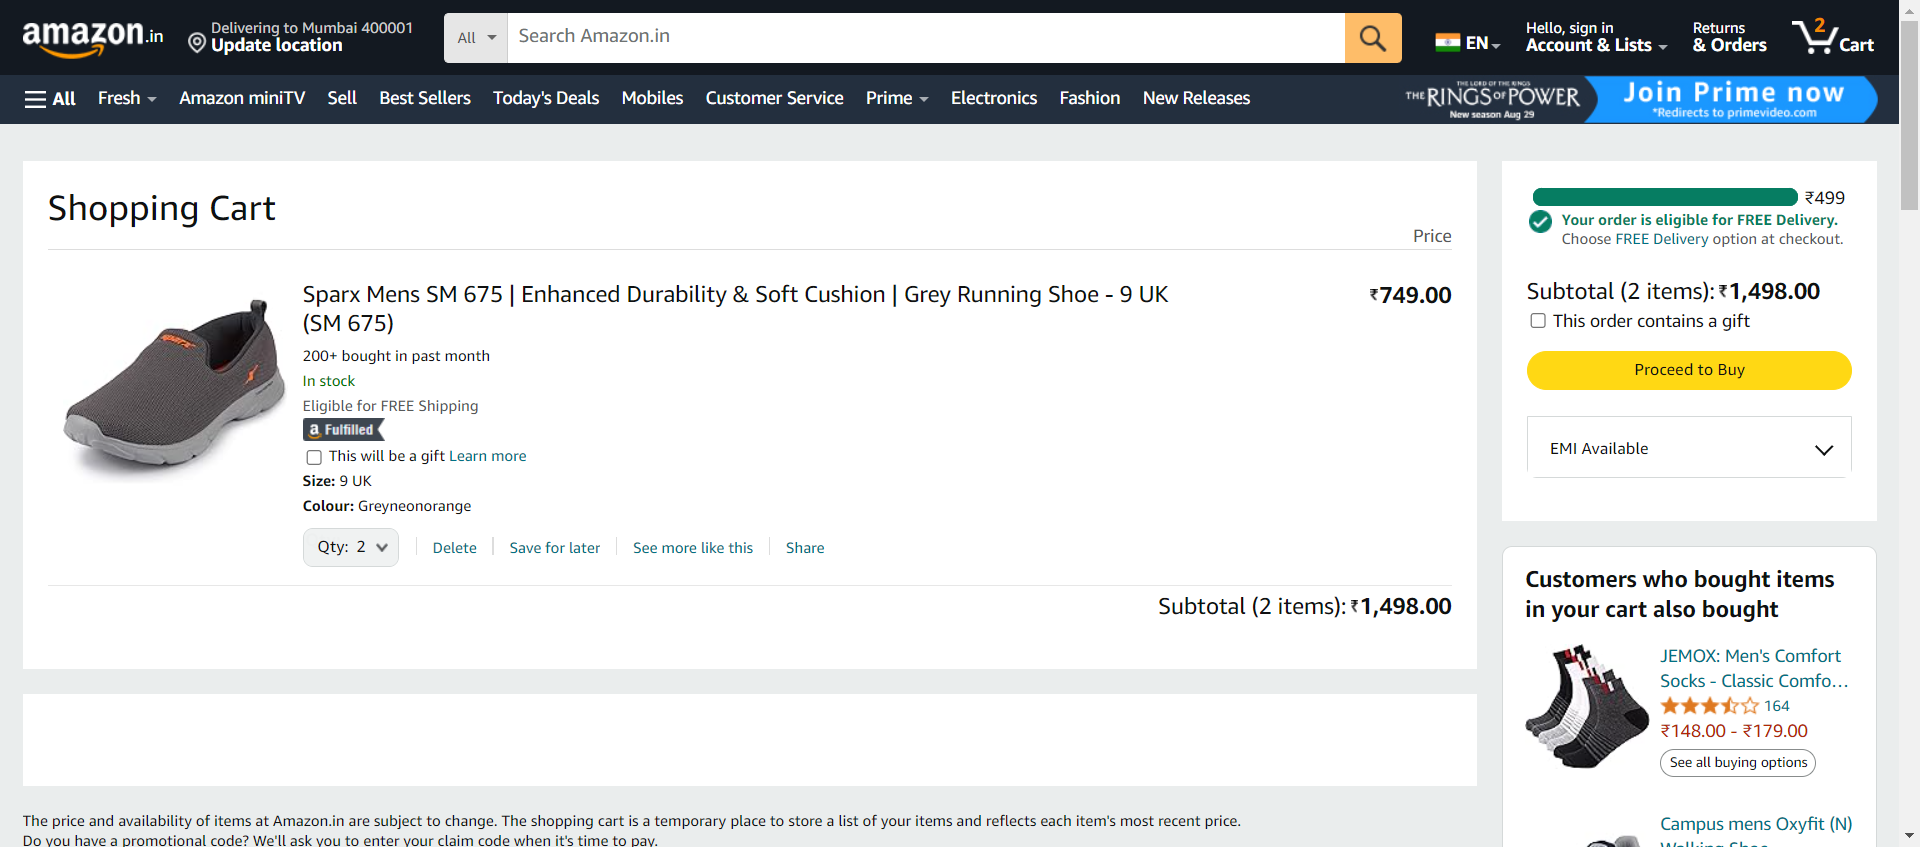 amazon.in
Delivering to Mumbai 400001
Update location
All
Search Amazon.in
EN
Hello, sign in
Account & Lists
Returns
& Orders
2
Cart
All
Fresh
Amazon miniTV
Sell
Best Sellers
Today's Deals
Mobiles
Customer Service
Prime
Electronics
Fashion
New Releases
THE LORD OF THE RINGS
THE RINGS OF POWER
New season Aug 29
Join Prime now
*Redirects to primevideo.com
Shopping Cart
Price
Sparx Mens SM 675 | Enhanced Durability & Soft Cushion | Grey Running Shoe - 9 UK
(SM 675)
₹749.00
200+ bought in past month
In stock
Eligible for FREE Shipping
a Fulfilled
This will be a gift Learn more
Size: 9 UK
Colour: Greyneonorange
Qty: 2
Delete
Save for later
See more like this
Share
Subtotal (2 items): ₹1,498.00
sparx
₹499
Your order is eligible for FREE Delivery.
Choose FREE Delivery option at checkout.
Subtotal (2 items): ₹1,498.00
This order contains a gift
Proceed to Buy
EMI Available
Customers who bought items
in your cart also bought
JEMOX: Men's Comfort
Socks - Classic Comfo…
164
₹148.00 - ₹179.00
See all buying options
Campus mens Oxyfit (N)
Walking Shoe
The price and availability of items at Amazon.in are subject to change. The shopping cart is a temporary place to store a list of your items and reflects each item's most recent price.
Do you have a promotional code? We'll ask you to enter your claim code when it's time to pay.